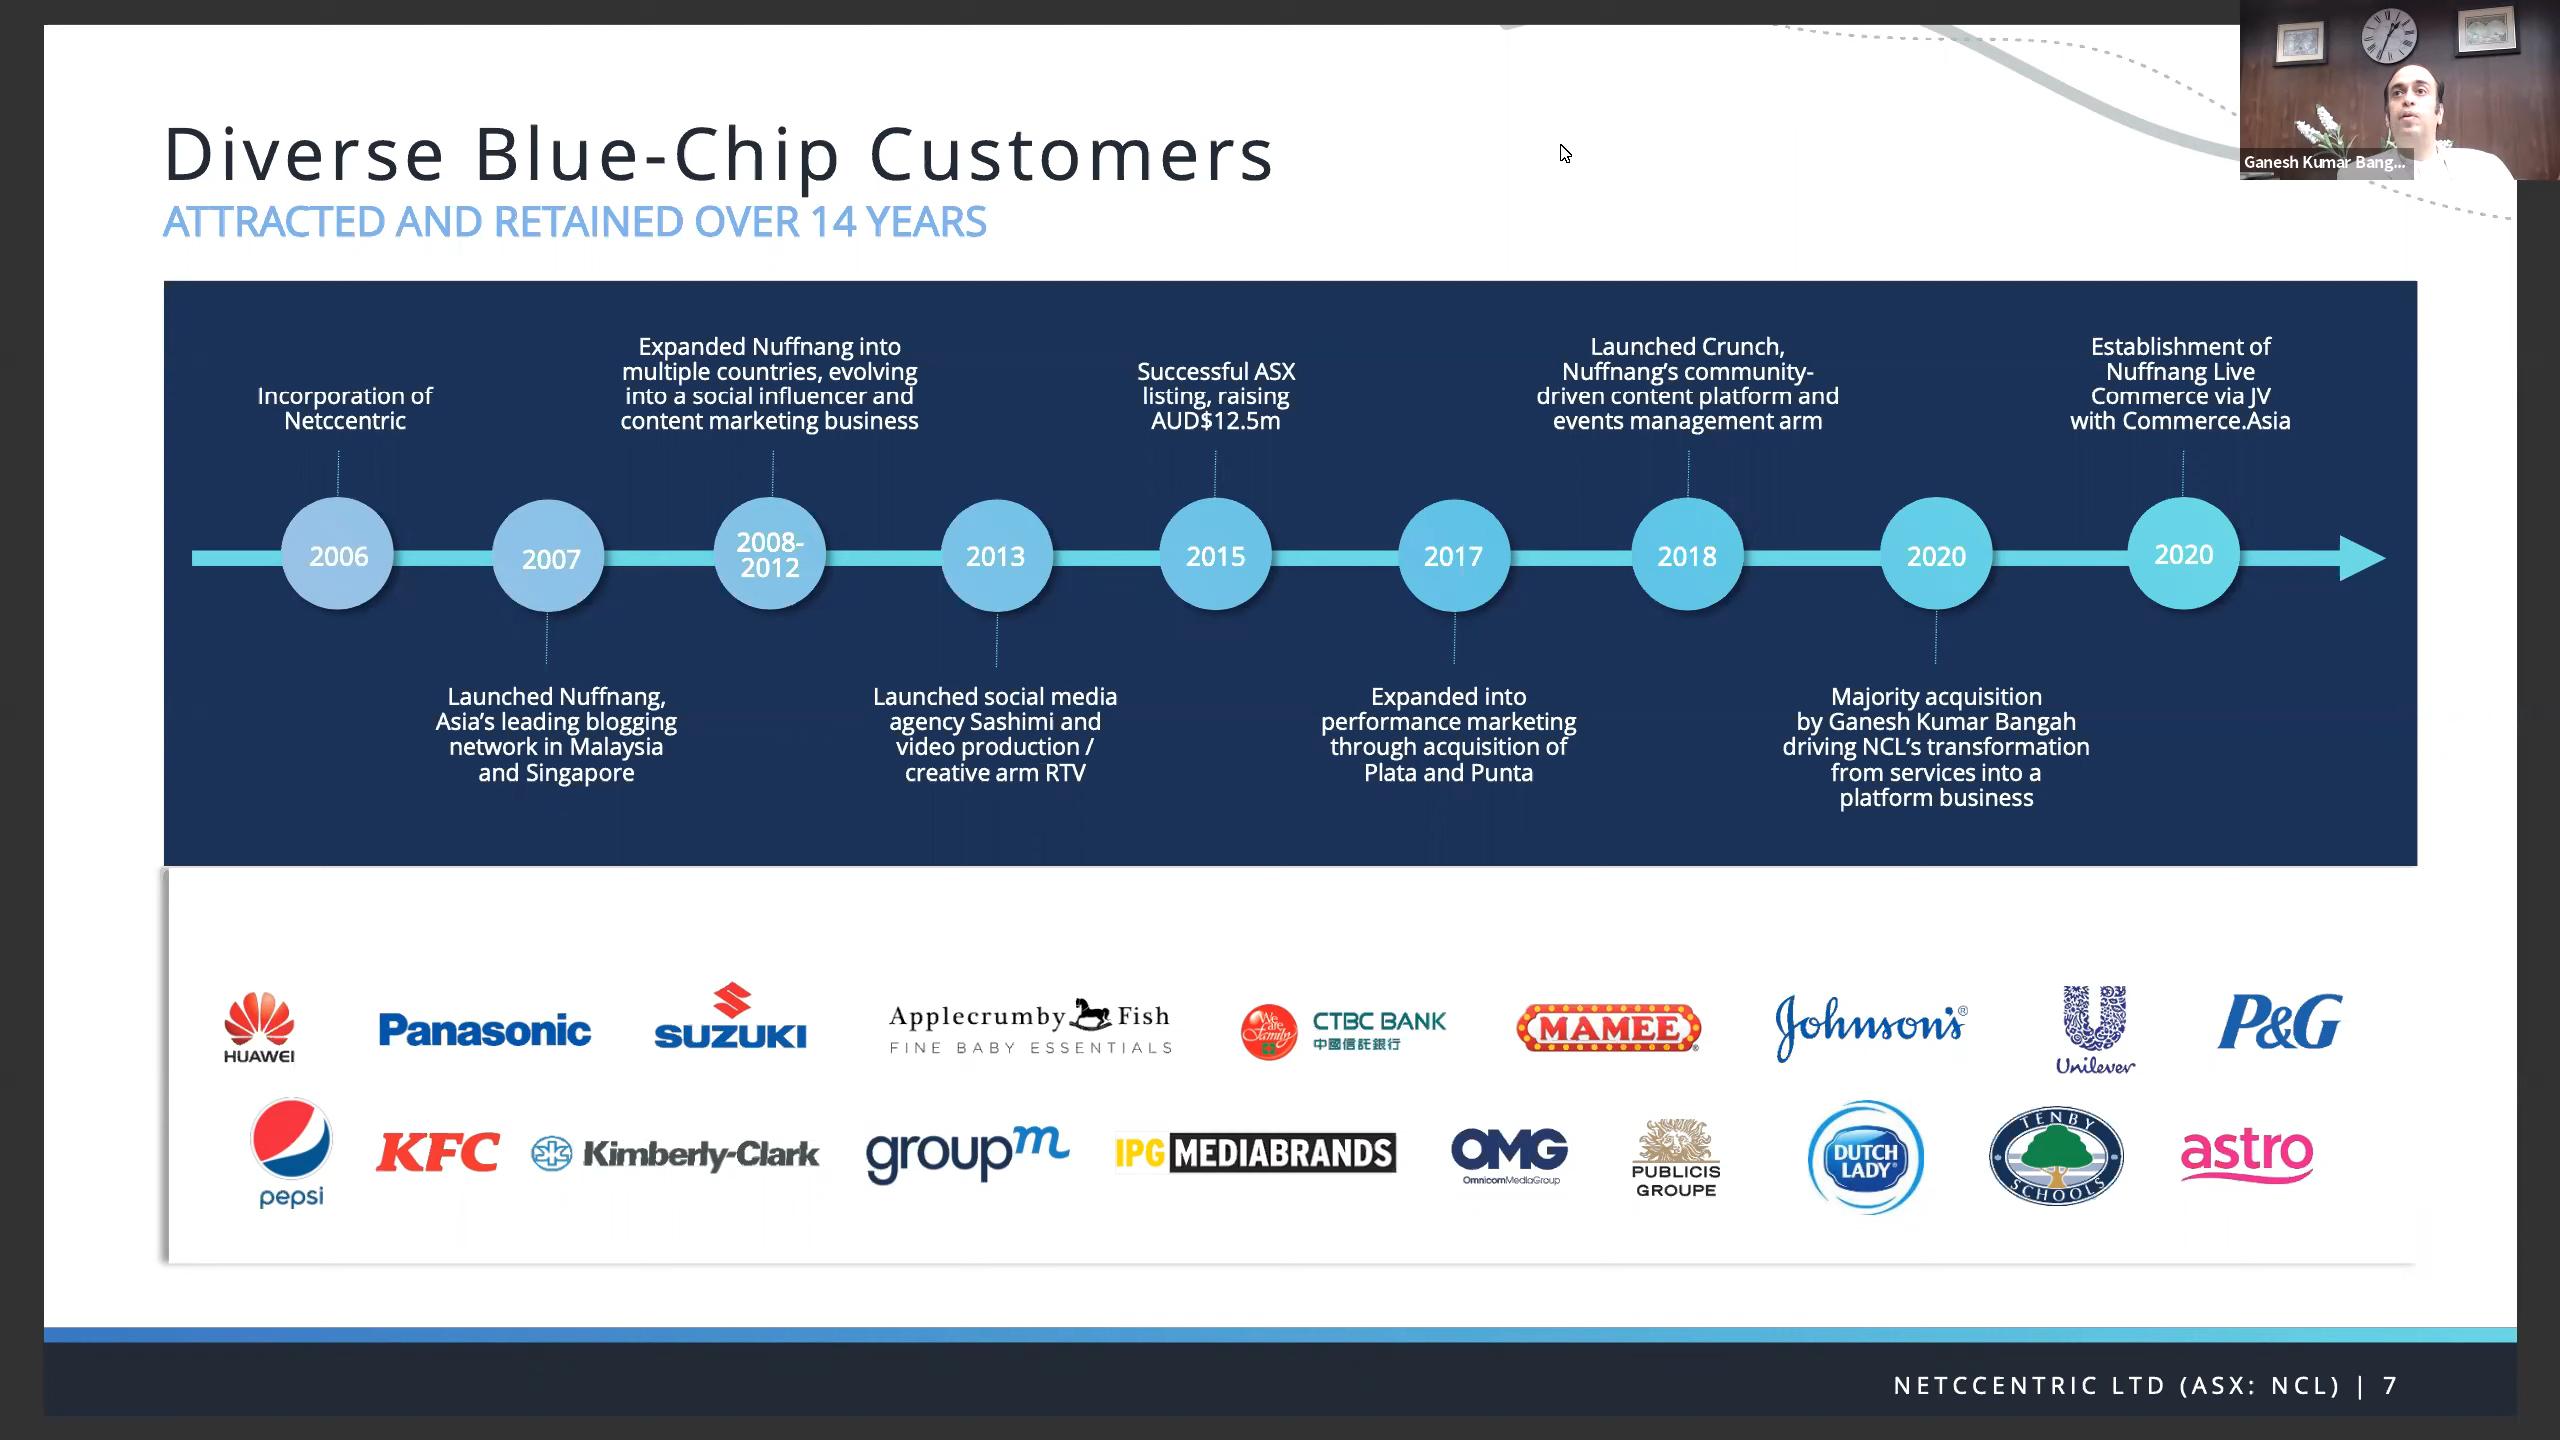 Ganesh Kumar Bang...
Diverse Blue-Chip Customers
ATTRACTED AND RETAINED OVER 14 YEARS
Incorporation of
Netccentric
Expanded Nuffnang into
multiple countries, evolving
into a social influencer and
content marketing business
Successful ASX
listing, raising
AUD$12.5m
Launched Crunch,
Nuffnang’s community-
driven content platform and
events management arm
Establishment of
Nuffnang Live
Commerce via JV
with Commerce.Asia
2006
2007
2008-
2012
2013
2015
2017
2018
2020
2020
Launched Nuffnang,
Asia’s leading blogging
network in Malaysia
and Singapore
Launched social media
agency Sashimi and
video production /
creative arm RTV
Expanded into
performance marketing
through acquisition of
Plata and Punta
Majority acquisition
by Ganesh Kumar Bangah
driving NCL’s transformation
from services into a
platform business
HUAWEI
Panasonic
SUZUKI
Applecrumby Fish
FINE BABY ESSENTIALS
We are Family
CTBC BANK
中國信託銀行
MAMEE®
Johnson's®
Unilever
P&G
pepsi
KFC
Kimberly-Clark
groupm
IPG MEDIABRANDS
OMG
OmnicomMediaGroup
PUBLICIS
GROUPE
DUTCH
LADY®
TENBY
SCHOOLS
astro
NETCCENTRIC LTD (ASX: NCL) | 7